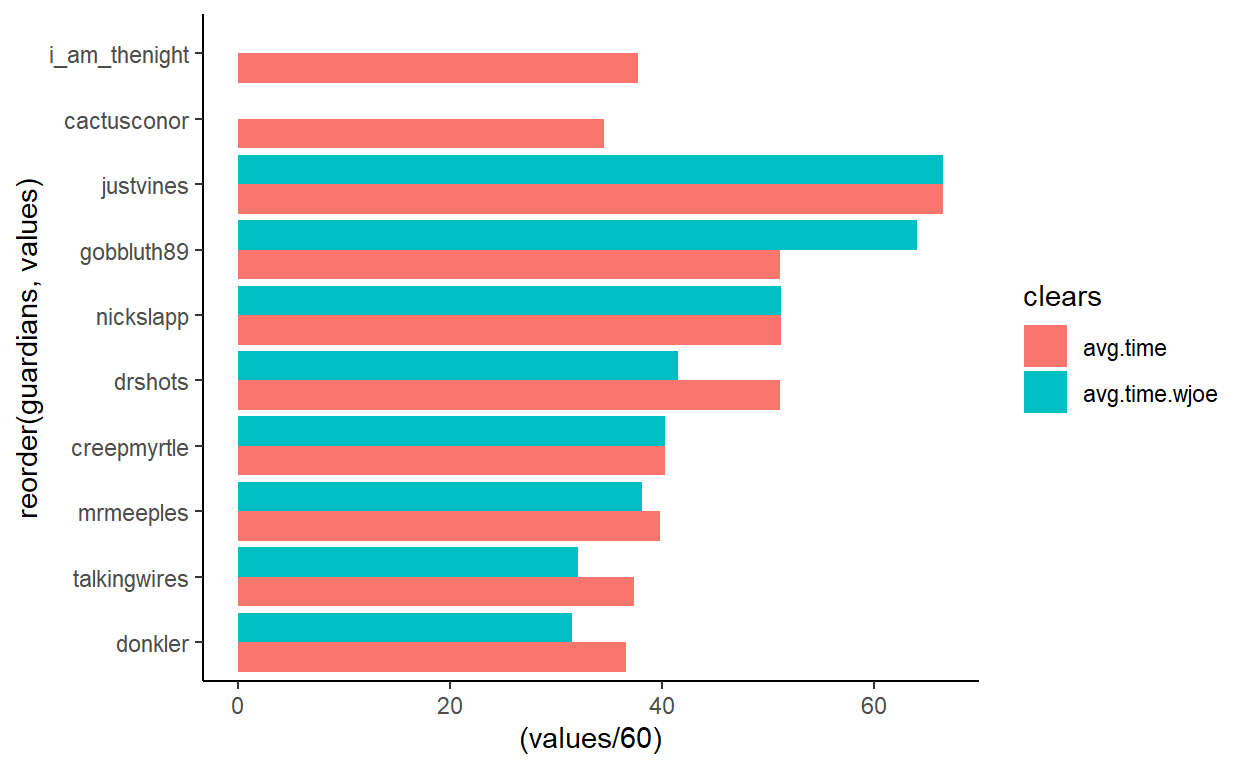 reorder(guardians, values)
i_am_thenight
cactusconor
justvines
gobbluth89
nickslapp
drshots
creepmyrtle
mrmeeples
talkingwires
donkler
0 20 40 60
(values/60)
clears
avg.time
avg.time.wjoe